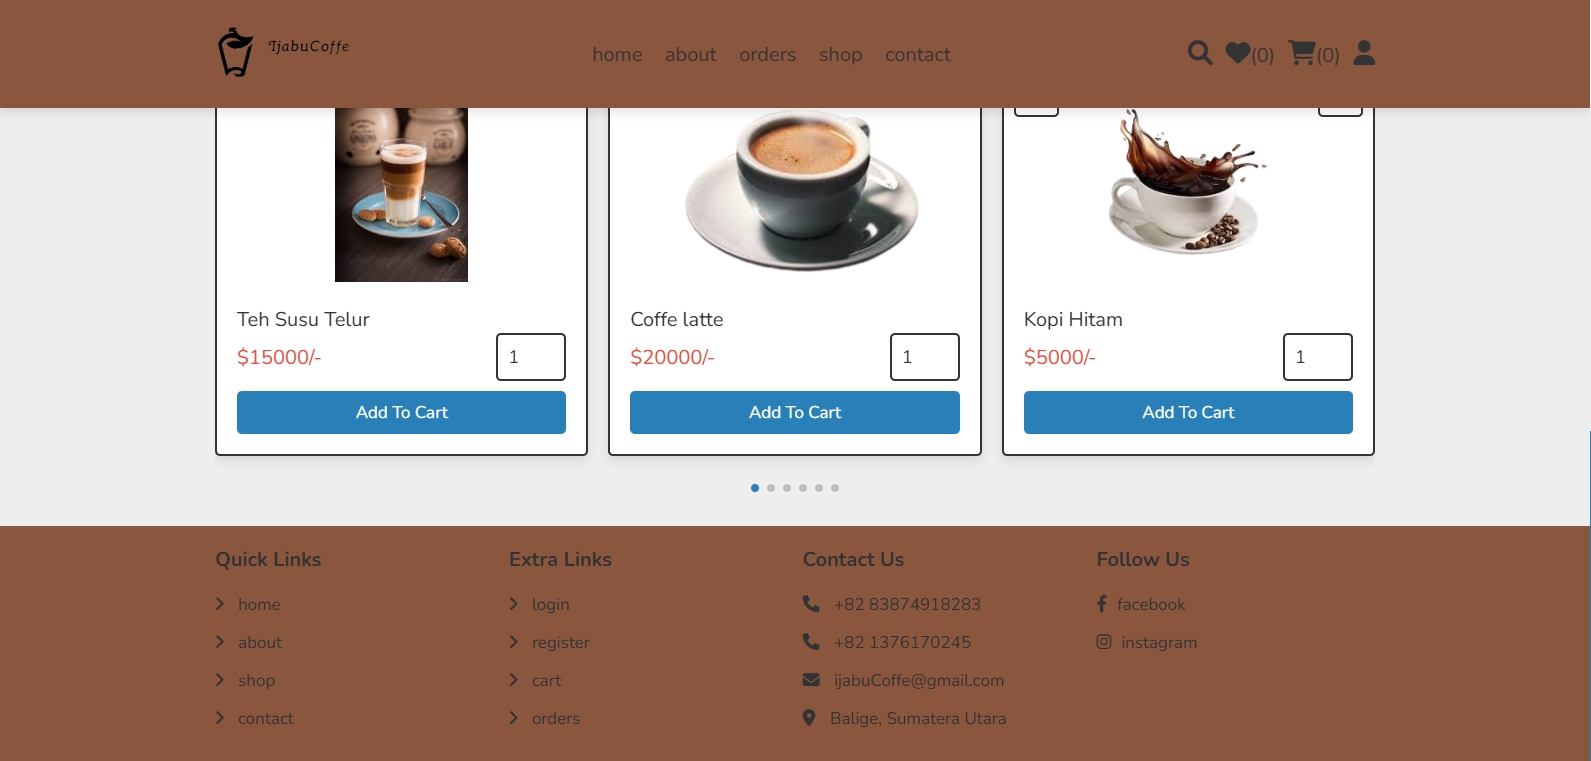 IjabuCoffe
home about orders shop contact
(0) (0)
Teh Susu Telur
$15000/-
1
Add To Cart
Coffe latte
$20000/-
1
Add To Cart
Kopi Hitam
$5000/-
1
Add To Cart
Quick Links
home
about
shop
contact
Extra Links
login
register
cart
orders
Contact Us
+82 83874918283
+82 1376170245
ijabuCoffe@gmail.com
Balige, Sumatera Utara
Follow Us
facebook
instagram